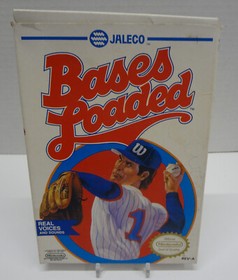 JALECO
Bases
Loaded
W
1
REAL
VOICES
AND SOUNDS